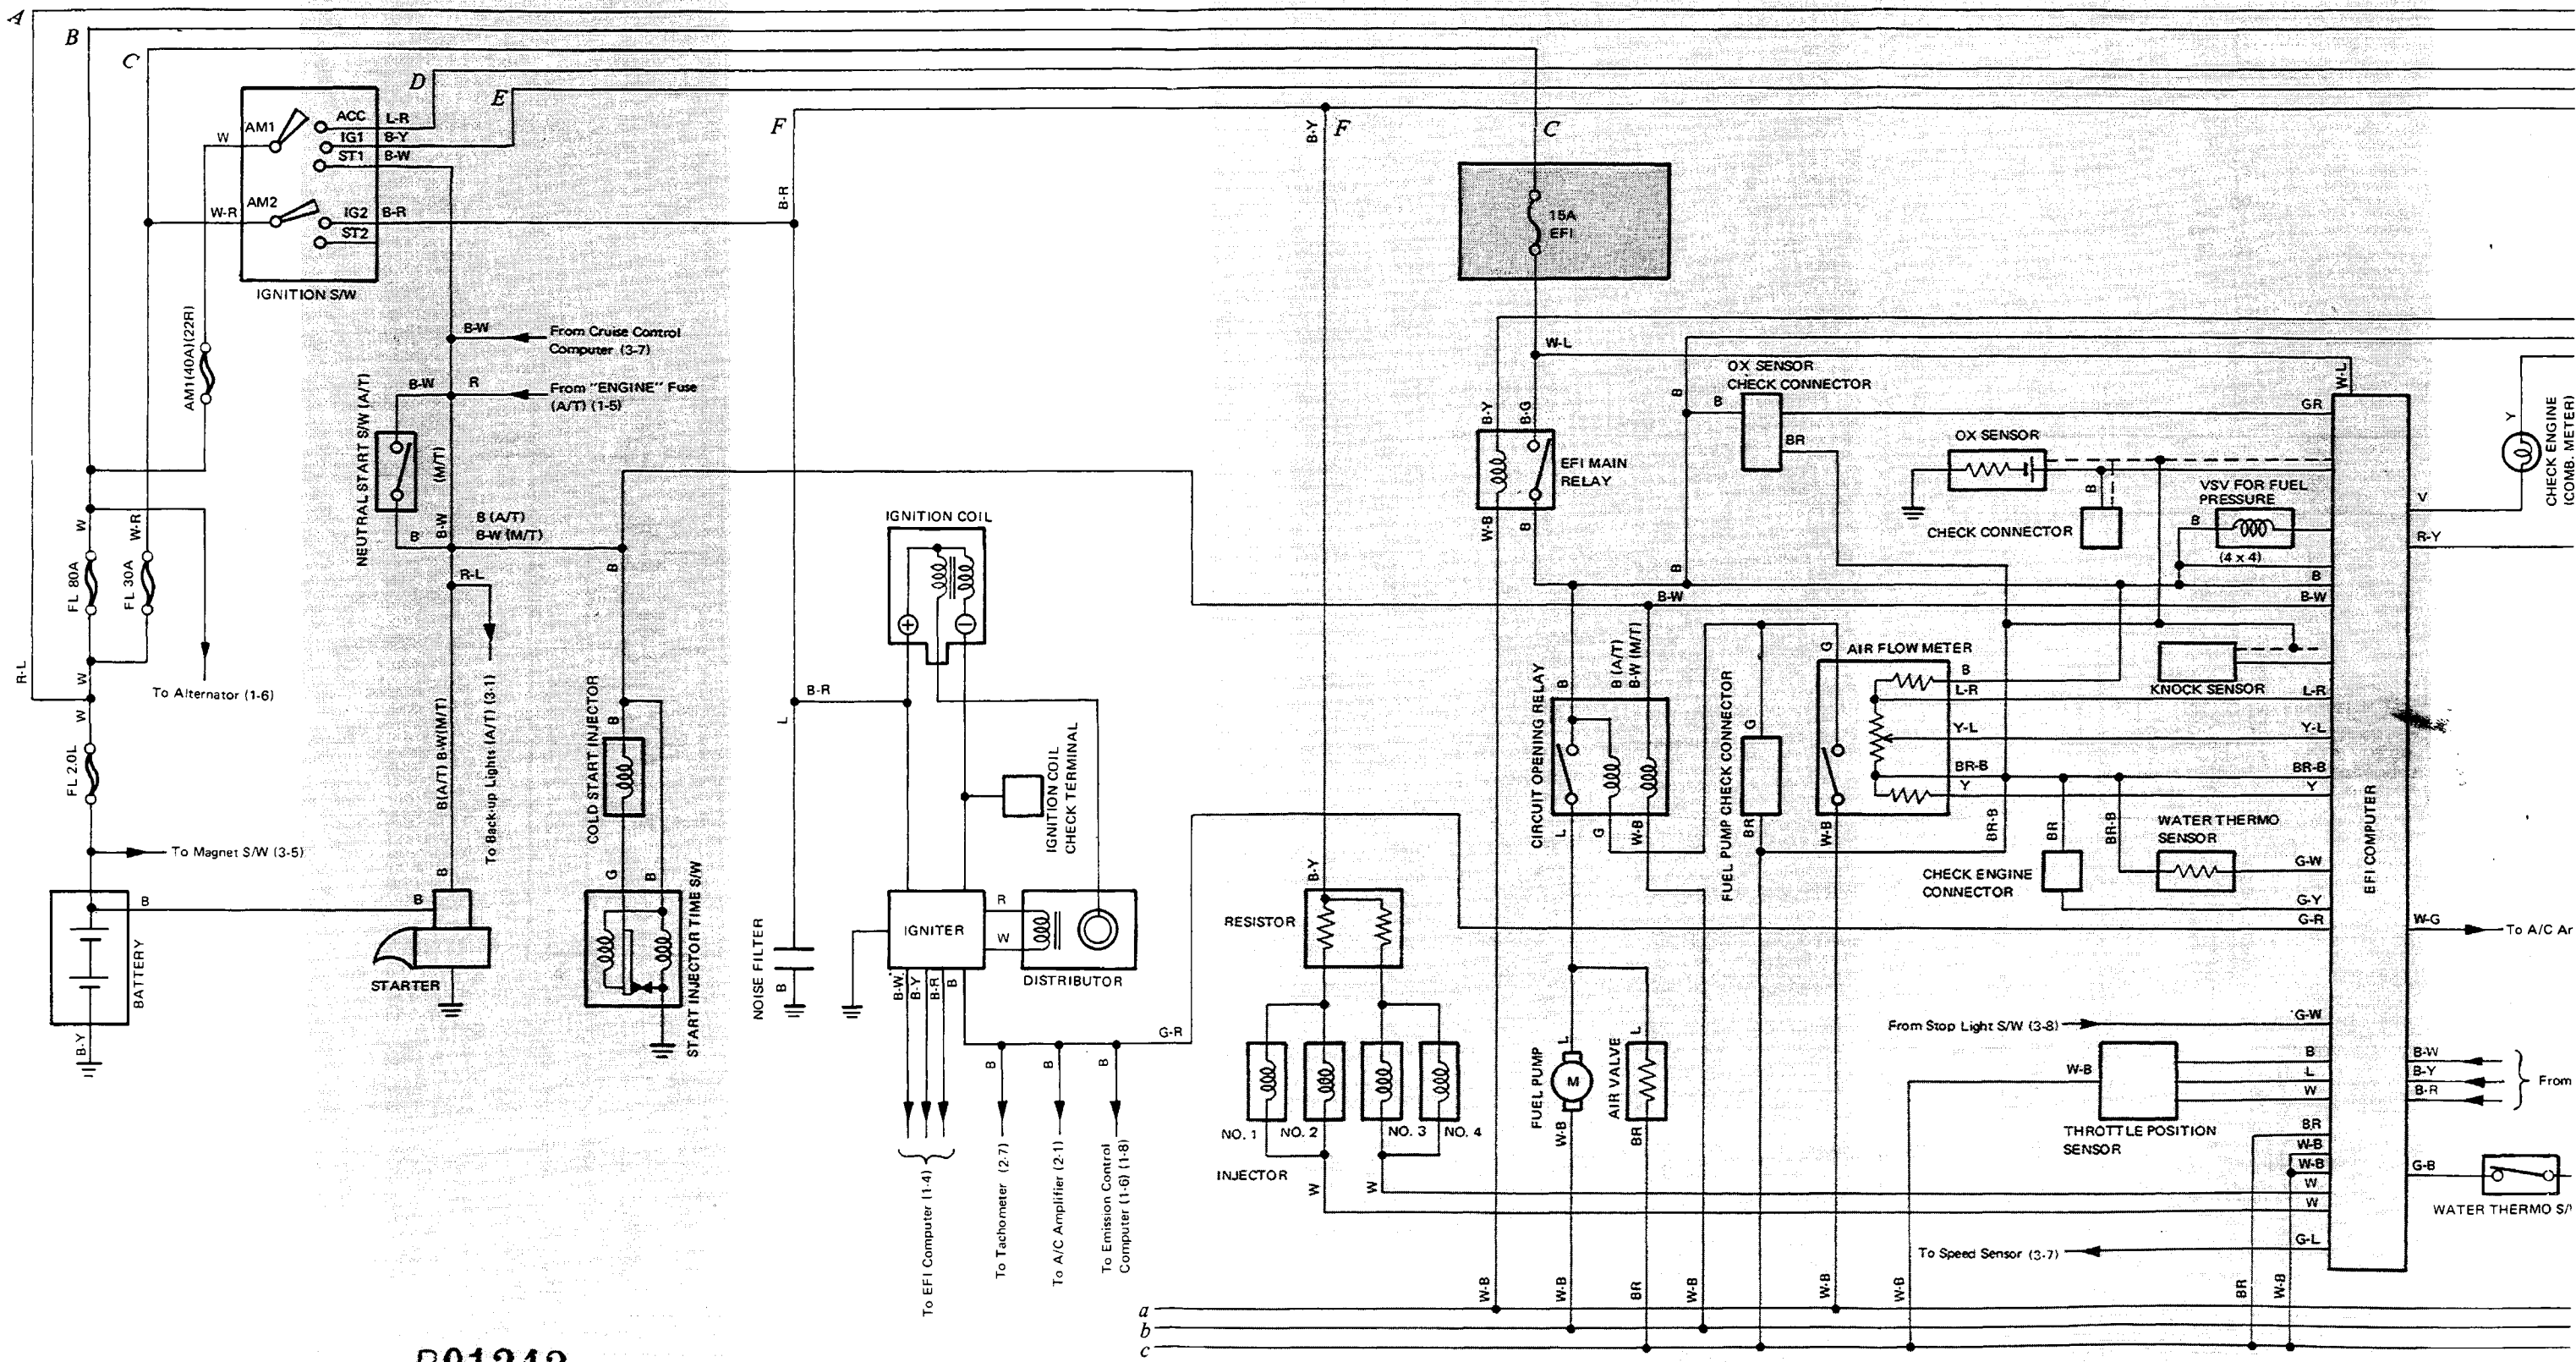 A
B
C
D
E
F
F
C
AM1
ACC
L-R
IG1
B-Y
ST1
B-W
W
AM2
IG2
B-R
ST2
W-R
IGNITION S/W
B-R
B-Y
15A
EFI
AM1(40A)(22R)
B-W
From Cruise Control
Computer (3-7)
B-W
R
From "ENGINE" Fuse
(A/T) (1-5)
NEUTRAL START S/W (A/T)
(M/T)
B
B-W
B (A/T)
B-W (M/T)
R-L
To Back-up Lights (A/T) (3-1)
B(A/T) B-W(M/T)
W
W-R
FL 80A
FL 30A
R-L
W
W
To Alternator (1-6)
FL 2.0L
To Magnet S/W (3-5)
B
B
B
BATTERY
B-Y
STARTER
B
COLD START INJECTOR
B
G
B
START INJECTOR TIME S/W
IGNITION COIL
+
−
B-R
L
IGNITION COIL
CHECK TERMINAL
NOISE FILTER
B
IGNITER
R
W
DISTRIBUTOR
B-W
B-Y
B-R
B
G-R
B
B
B
To EFI Computer (1-4)
To Tachometer (2-7)
To A/C Amplifier (2-1)
To Emission Control
Computer (1-6) (1-8)
W-L
B-Y
B-G
EFI MAIN
RELAY
W-B
B
B
B
OX SENSOR
CHECK CONNECTOR
B
BR
GR
W-L
OX SENSOR
B
CHECK CONNECTOR
VSV FOR FUEL
PRESSURE
B
(4 x 4)
B
B-W
B-W
Y
CHECK ENGINE
(COMB. METER)
V
R-Y
KNOCK SENSOR
AIR FLOW METER
G
B
L-R
L-R
Y-L
Y-L
BR-B
BR-B
Y
Y
W-B
CIRCUIT OPENING RELAY
B
B (A/T)
B-W (M/T)
L
G
W-B
FUEL PUMP CHECK CONNECTOR
G
BR
BR-B
BR
BR-B
WATER THERMO
SENSOR
G-W
CHECK ENGINE
CONNECTOR
G-Y
G-R
EFI COMPUTER
W-G
To A/C
B-Y
RESISTOR
NO. 1
NO. 2
NO. 3
NO. 4
INJECTOR
W
W
FUEL PUMP
L
M
W-B
AIR VALVE
L
BR
From Stop Light S/W (3-8)
G-W
W-B
B
L
W
THROTTLE POSITION
SENSOR
B-W
B-Y
B-R
From
BR
W-B
W-B
W
W
G-B
WATER THERMO
To Speed Sensor (3-7)
G-L
W-B
W-B
BR
W-B
W-B
W-B
BR
W-B
a
b
c